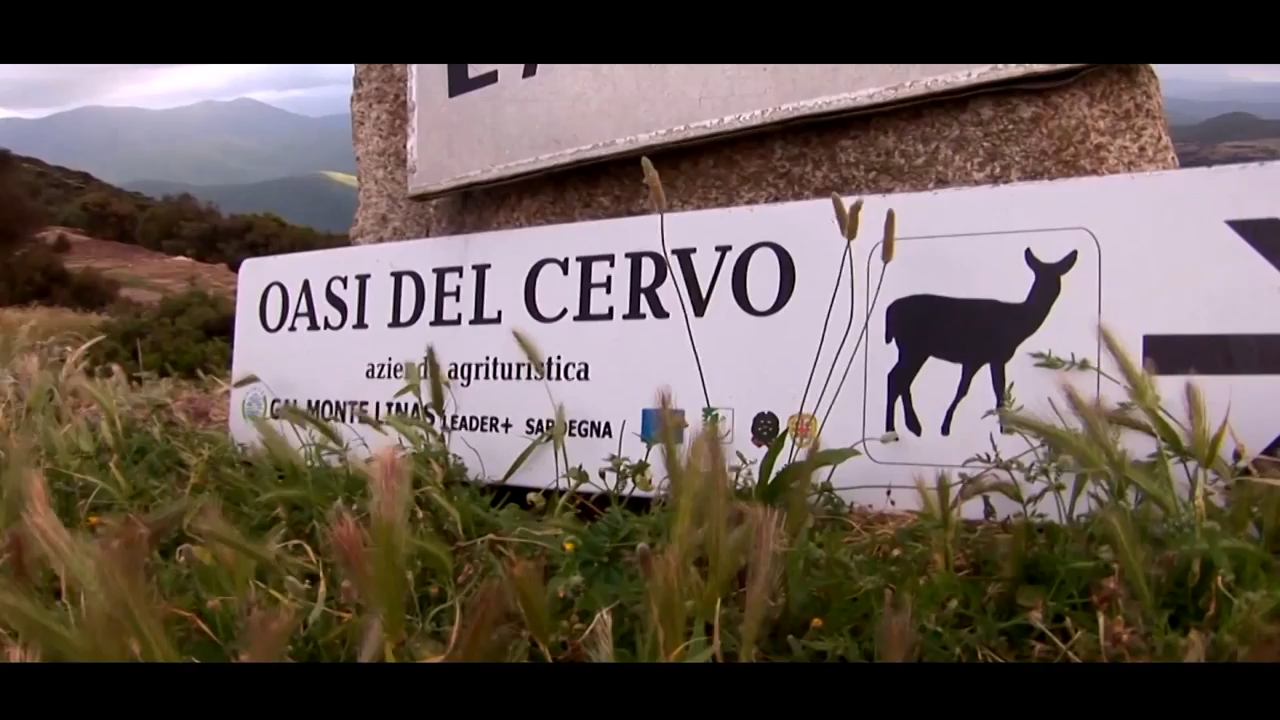 OASI DEL CERVO
azienda agrituristica
GAL MONTE LINAS LEADER+ SARDEGNA /